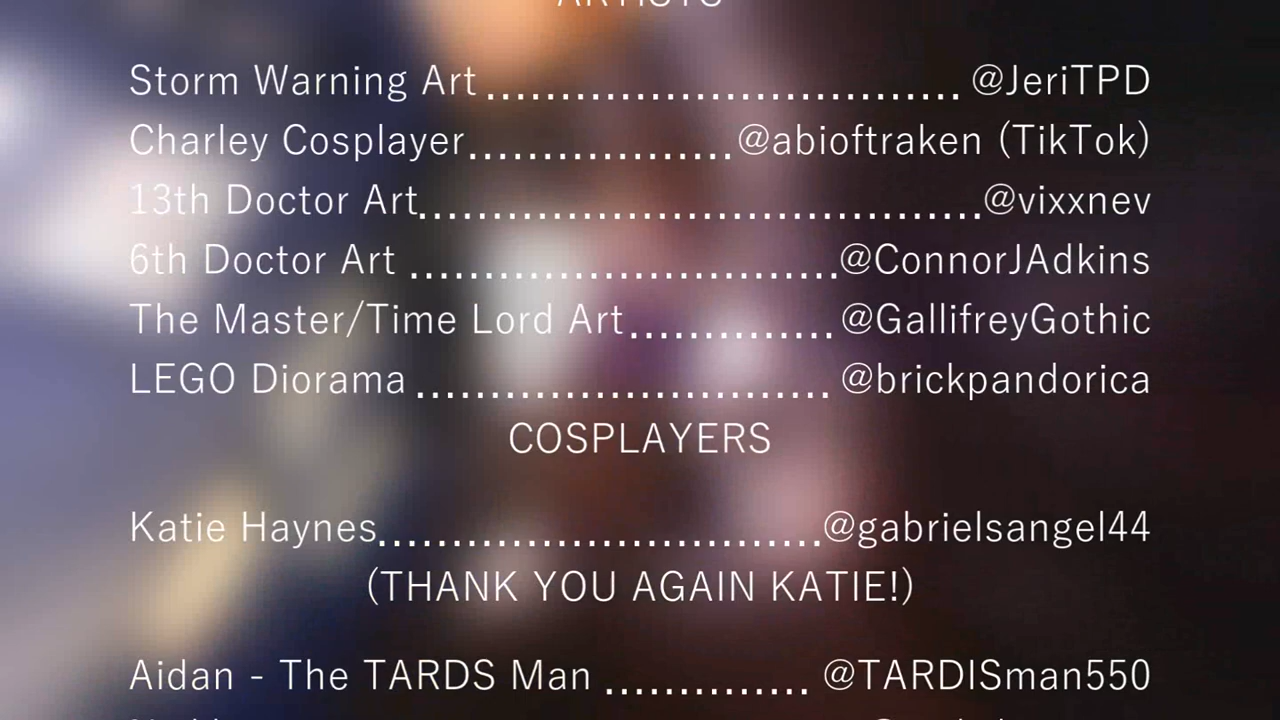 ARTISTS
Storm Warning Art ............................... @JeriTPD
Charley Cosplayer..................@abioftraken (TikTok)
13th Doctor Art......................................@vixxnev
6th Doctor Art .............................@ConnorJAdkins
The Master/Time Lord Art.............. @GallifreyGothic
LEGO Diorama ............................ @brickpandorica
COSPLAYERS
Katie Haynes..............................@gabrielsangel44
(THANK YOU AGAIN KATIE!)
Aidan - The TARDS Man .............. @TARDISman550